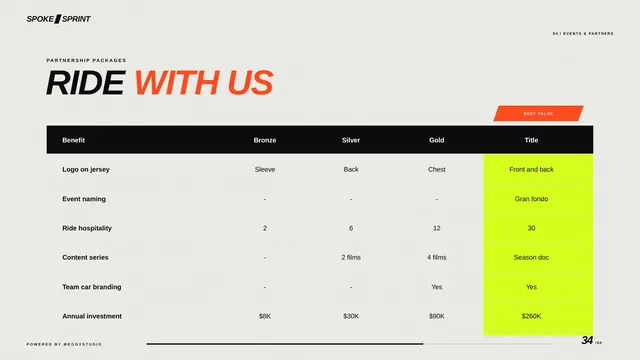 SPOKE SPRINT
04 / EVENTS & PARTNERS
PARTNERSHIP PACKAGES
RIDE WITH US
BEST VALUE
Benefit Bronze Silver Gold Title
Logo on jersey Sleeve Back Chest Front and back
Event naming - - - Gran fondo
Ride hospitality 2 6 12 30
Content series - 2 films 4 films Season doc
Team car branding - - Yes Yes
Annual investment $8K $30K $90K $260K
POWERED BY MEGGYSTUDIO
34